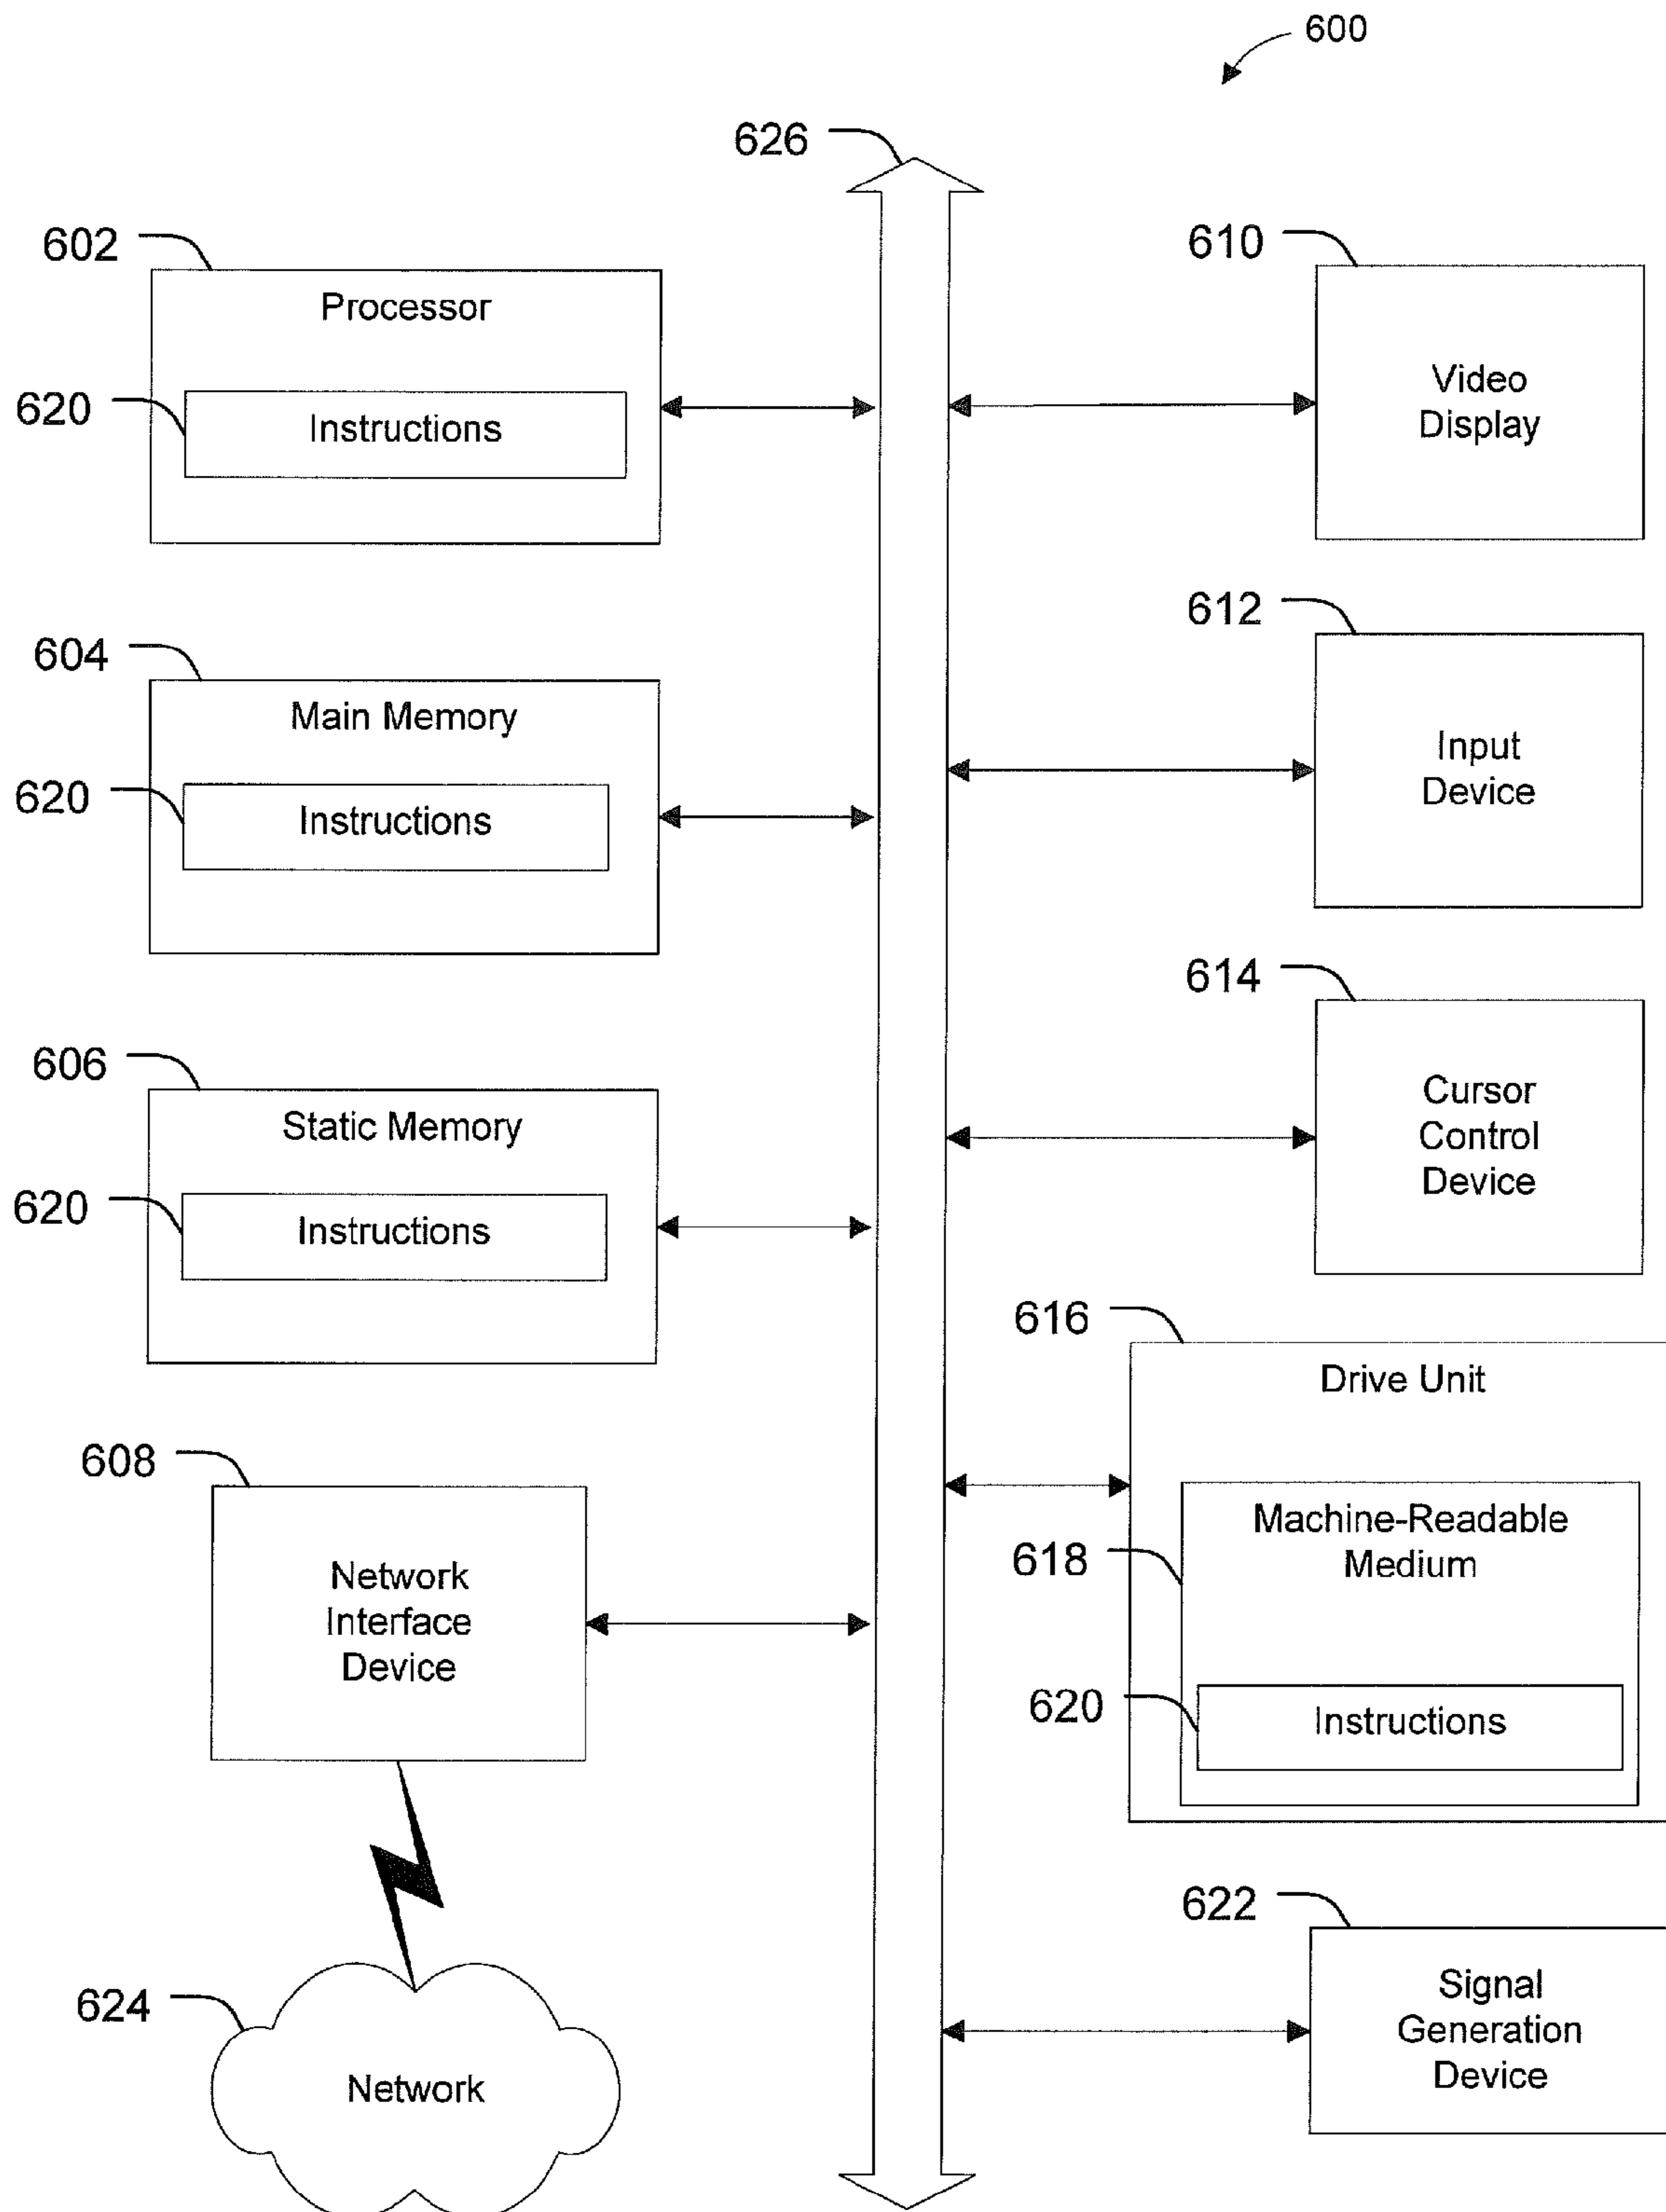 600
626
602
Processor
620
Instructions
604
Main Memory
620
Instructions
606
Static Memory
620
Instructions
608
Network
Interface
Device
624
Network
610
Video
Display
612
Input
Device
614
Cursor
Control
Device
616
Drive Unit
618
Machine-Readable
Medium
620
Instructions
622
Signal
Generation
Device